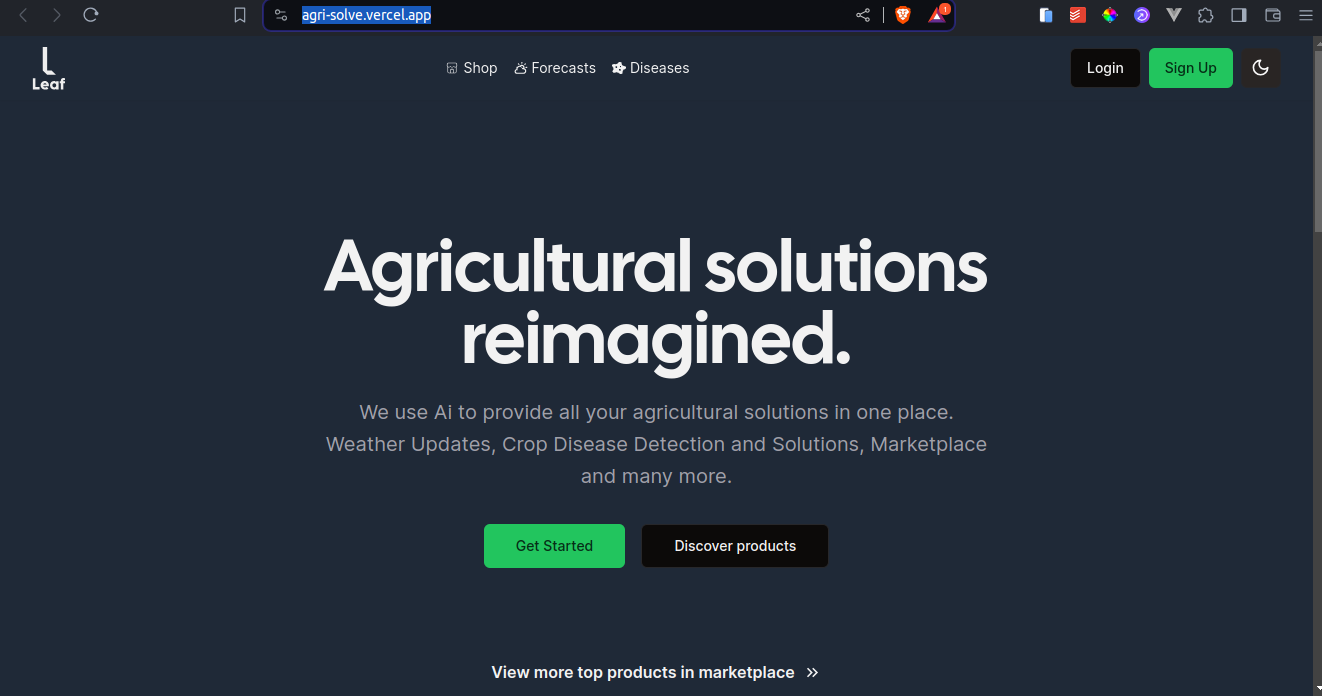 agri-solve.vercel.app
1
Leaf
Shop Forecasts Diseases
Login Sign Up
Agricultural solutions
reimagined.
We use Ai to provide all your agricultural solutions in one place.
Weather Updates, Crop Disease Detection and Solutions, Marketplace
and many more.
Get Started Discover products
View more top products in marketplace